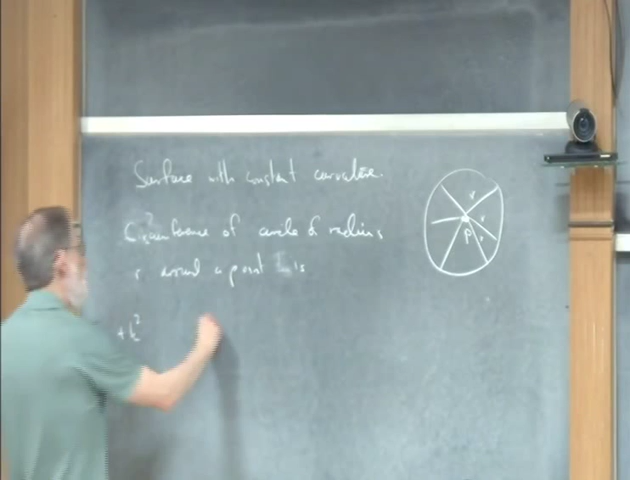 Surface with constant curvature.
Circumference of circle of radius
r around a point is
+k²
r
r
r
P